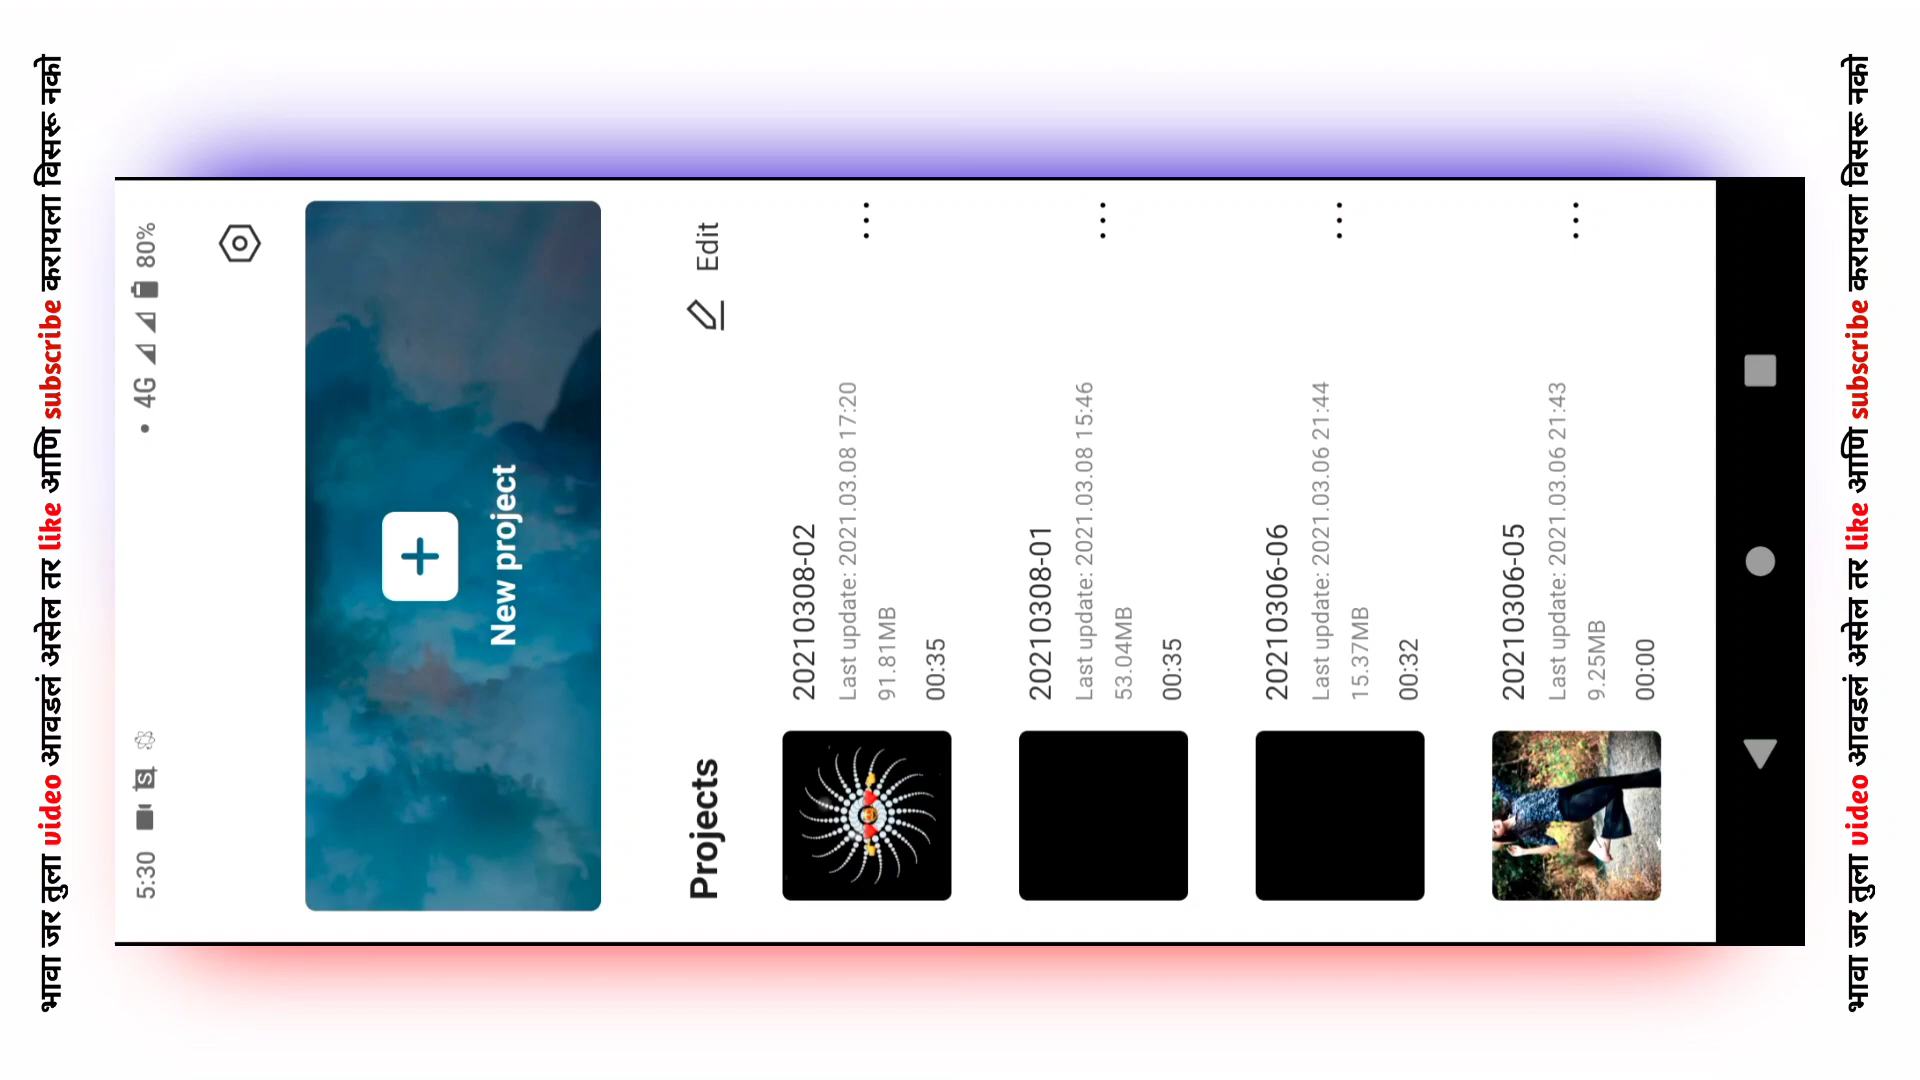 भावा जर तुला video आवडलं असेल तर like आणि subscribe करायला विसरू नको
5:30 4G 80%
New project
Projects Edit
20210308-02
Last update: 2021.03.08 17:20
91.81MB
00:35
20210308-01
Last update: 2021.03.08 15:46
53.04MB
00:35
20210306-06
Last update: 2021.03.06 21:44
15.37MB
00:32
20210306-05
Last update: 2021.03.06 21:43
9.25MB
00:00
भावा जर तुला video आवडलं असेल तर like आणि subscribe करायला विसरू नको